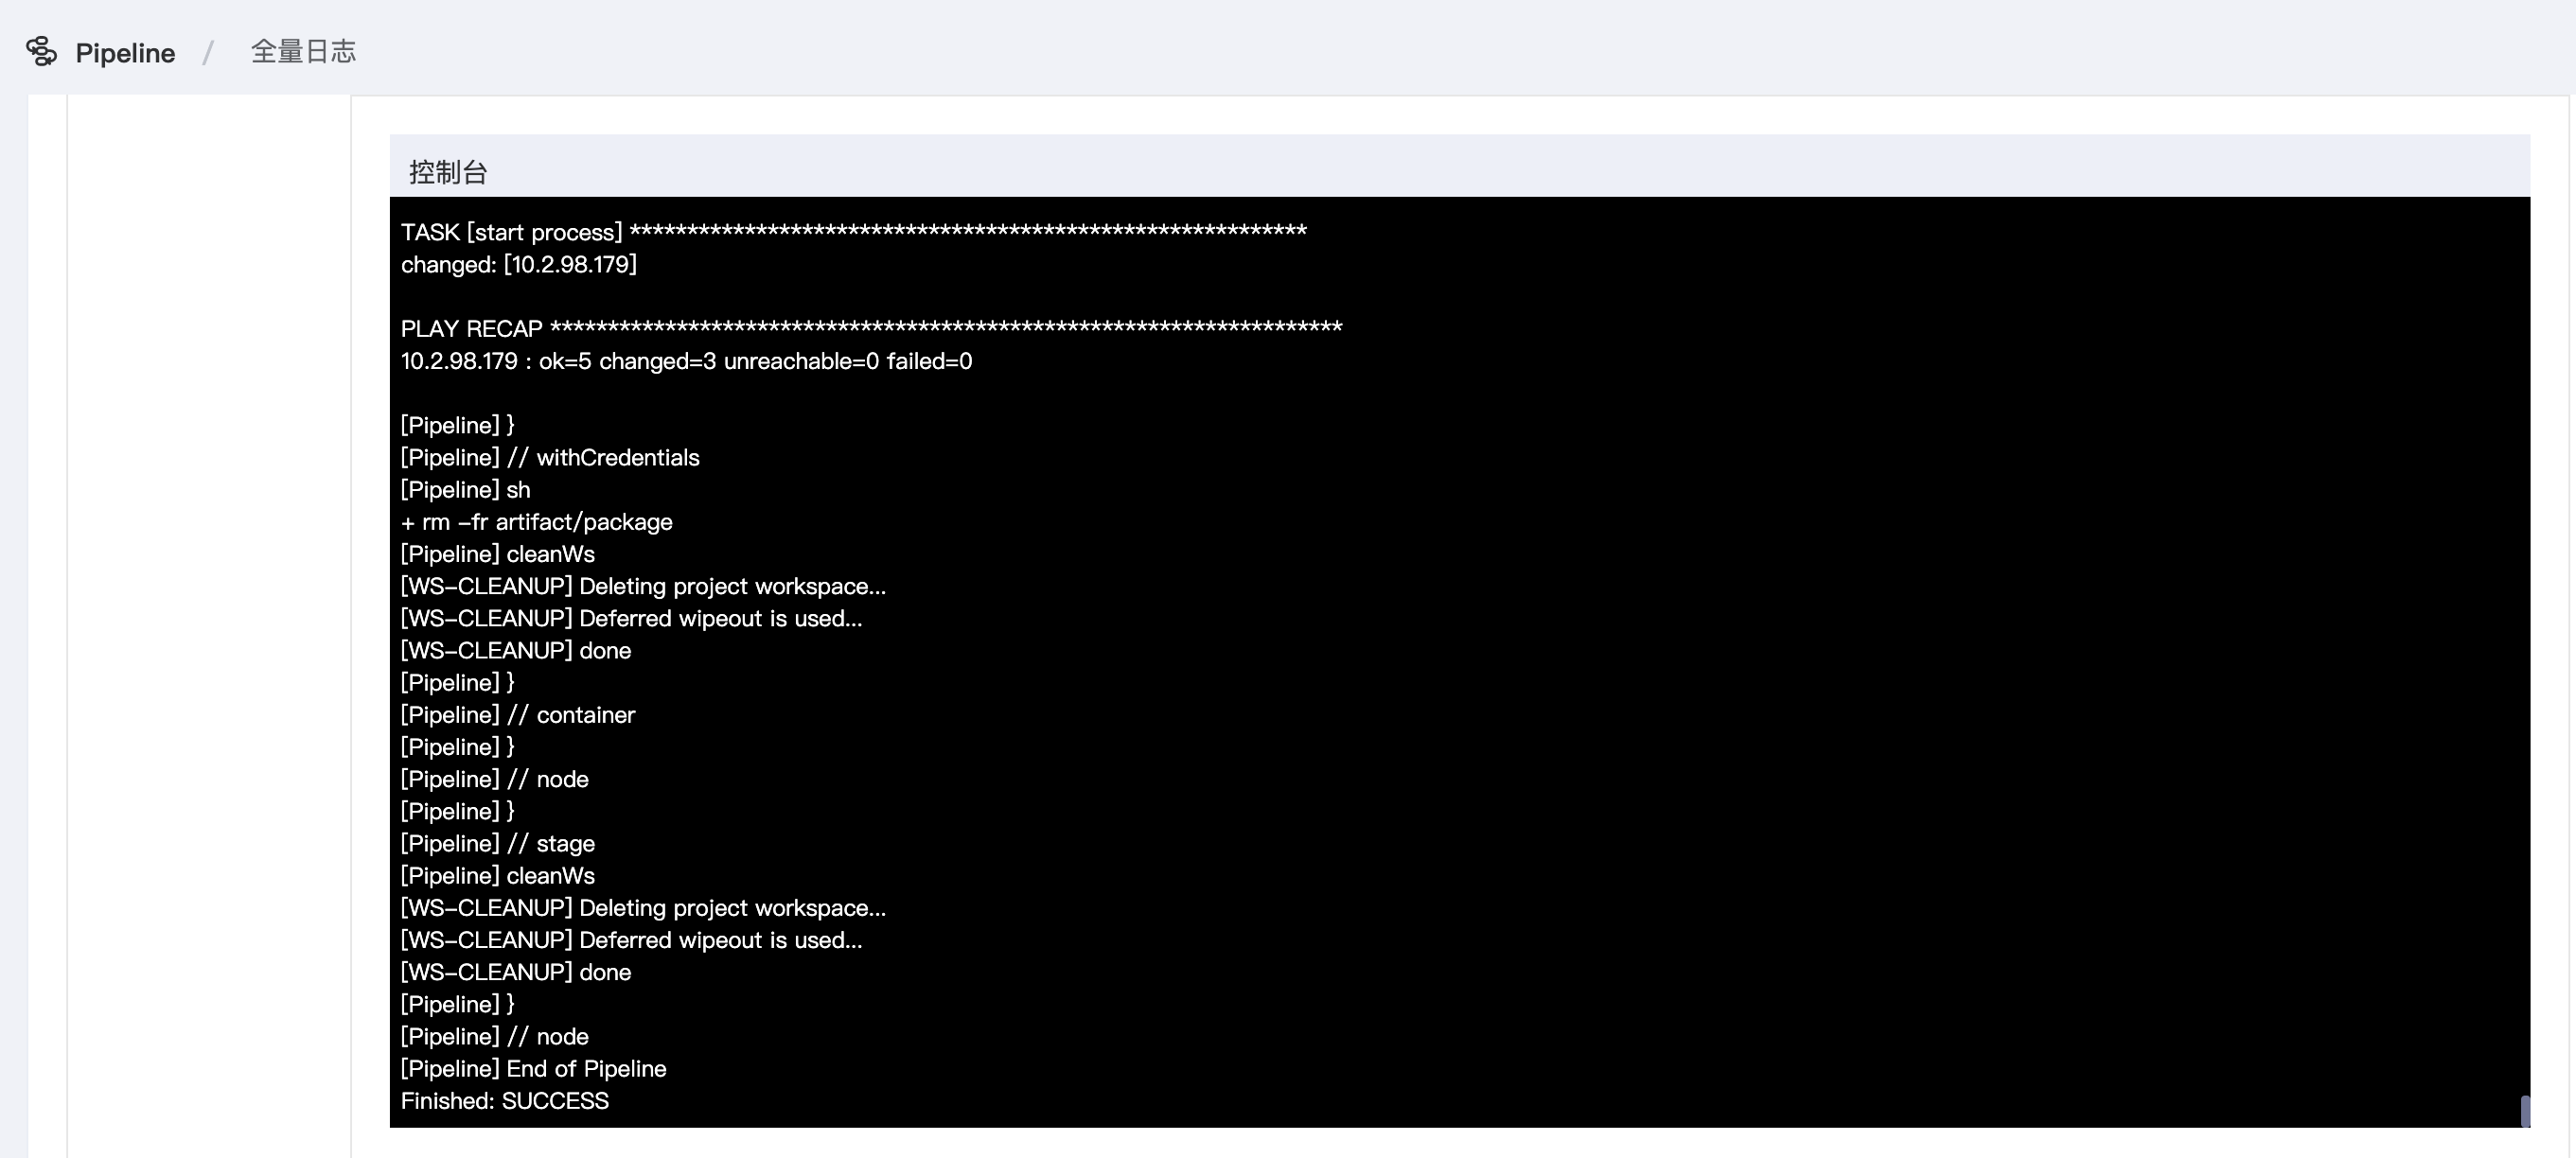 Pipeline / 全量日志
控制台
TASK [start process] ***********************************************************
changed: [10.2.98.179]
PLAY RECAP *********************************************************************
10.2.98.179 : ok=5 changed=3 unreachable=0 failed=0
[Pipeline] }
[Pipeline] // withCredentials
[Pipeline] sh
+ rm -fr artifact/package
[Pipeline] cleanWs
[WS-CLEANUP] Deleting project workspace...
[WS-CLEANUP] Deferred wipeout is used...
[WS-CLEANUP] done
[Pipeline] }
[Pipeline] // container
[Pipeline] }
[Pipeline] // node
[Pipeline] }
[Pipeline] // stage
[Pipeline] cleanWs
[WS-CLEANUP] Deleting project workspace...
[WS-CLEANUP] Deferred wipeout is used...
[WS-CLEANUP] done
[Pipeline] }
[Pipeline] // node
[Pipeline] End of Pipeline
Finished: SUCCESS